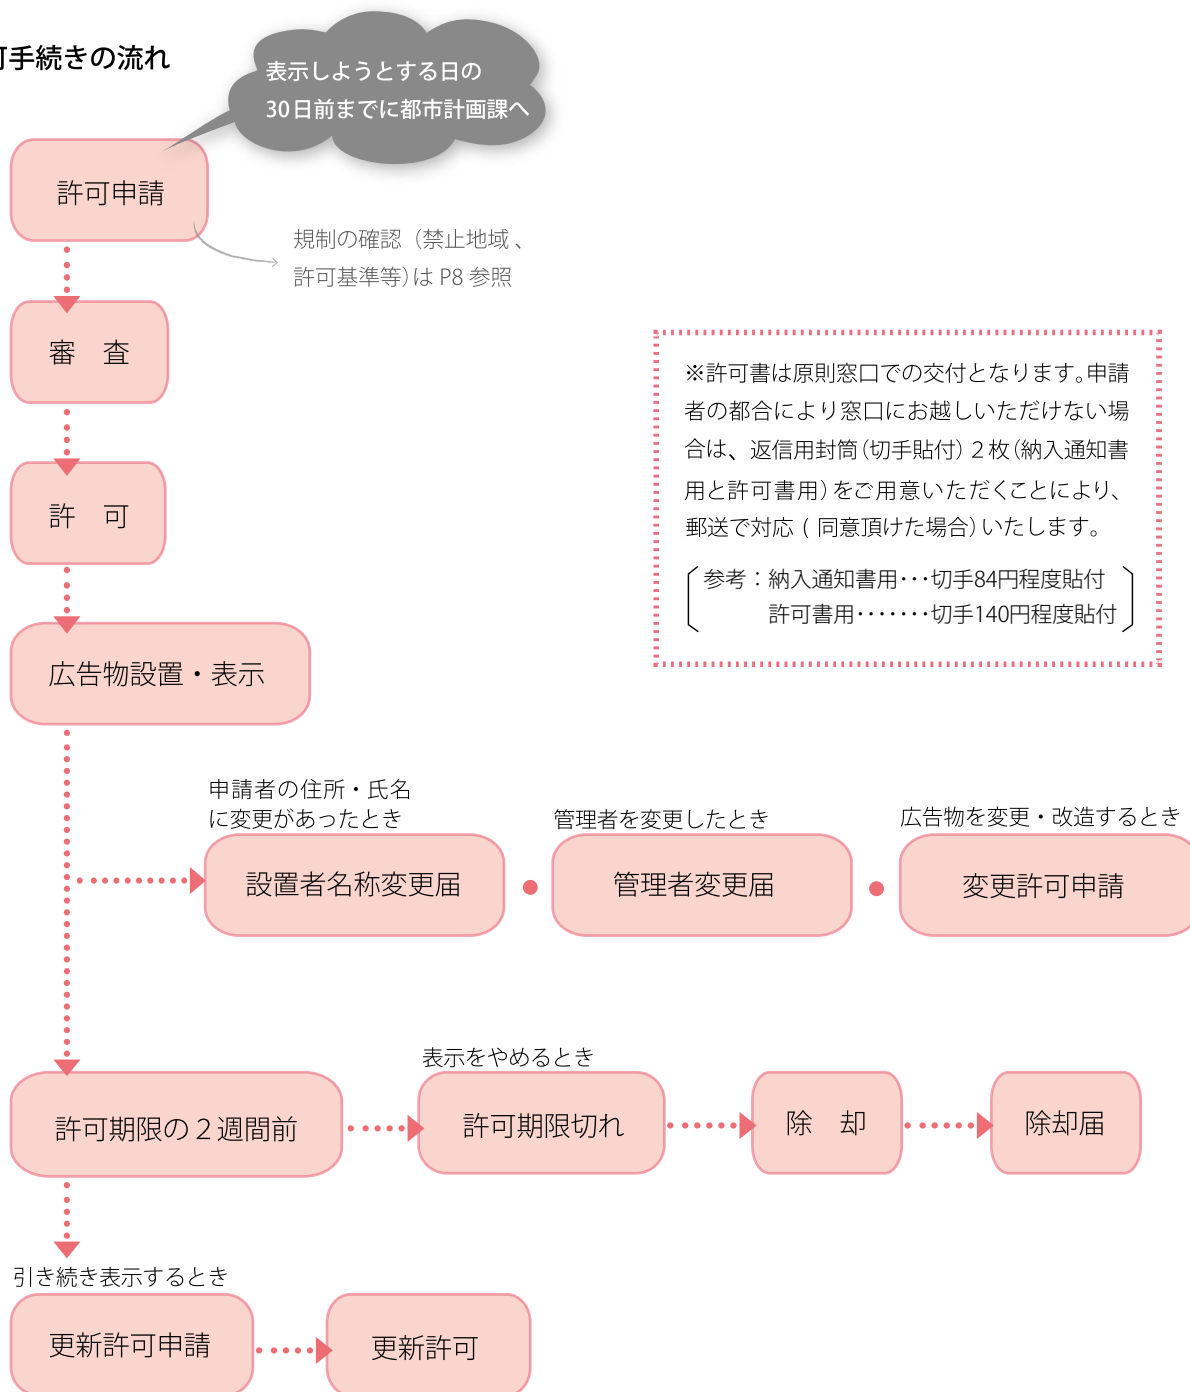 可手続きの流れ
表示しようとする日の
30日前までに都市計画課へ
許可申請
規制の確認（禁止地域、
許可基準等）は P8 参照
審　査
許　可
※許可書は原則窓口での交付となります。申請
者の都合により窓口にお越しいただけない場
合は、返信用封筒（切手貼付）２枚（納入通知書
用と許可書用）をご用意いただくことにより、
郵送で対応（同意頂けた場合）いたします。
参考：納入通知書用・・・切手84円程度貼付
許可書用・・・・・・・切手140円程度貼付
広告物設置・表示
申請者の住所・氏名
に変更があったとき
設置者名称変更届
管理者を変更したとき
管理者変更届
広告物を変更・改造するとき
変更許可申請
許可期限の２週間前
表示をやめるとき
許可期限切れ
除　却
除却届
引き続き表示するとき
更新許可申請
更新許可